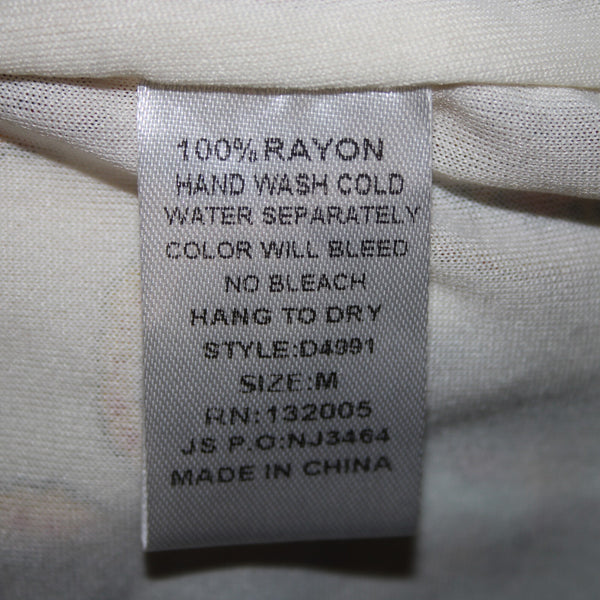 100% RAYON
HAND WASH COLD
WATER SEPARATELY
COLOR WILL BLEED
NO BLEACH
HANG TO DRY
STYLE:D4991
SIZE:M
RN:132005
JS P.O:NJ3464
MADE IN CHINA